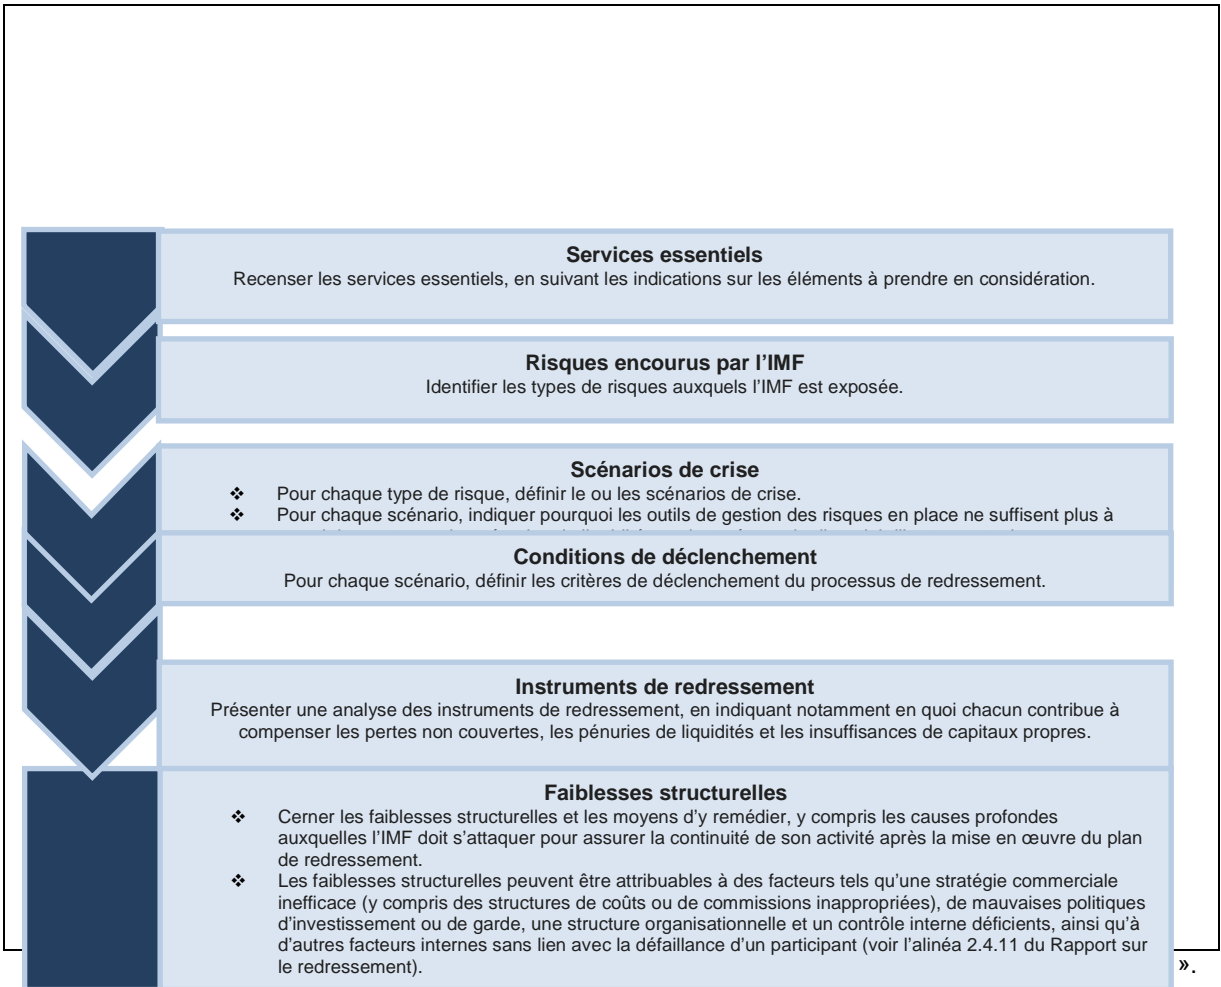 Services essentiels
Recenser les services essentiels, en suivant les indications sur les éléments à prendre en considération.
Risques encourus par l’IMF
Identifier les types de risques auxquels l’IMF est exposée.
Scénarios de crise
❖ Pour chaque type de risque, définir le ou les scénarios de crise.
❖ Pour chaque scénario, indiquer pourquoi les outils de gestion des risques en place ne suffisent plus à
Conditions de déclenchement
Pour chaque scénario, définir les critères de déclenchement du processus de redressement.
Instruments de redressement
Présenter une analyse des instruments de redressement, en indiquant notamment en quoi chacun contribue à
compenser les pertes non couvertes, les pénuries de liquidités et les insuffisances de capitaux propres.
Faiblesses structurelles
❖ Cerner les faiblesses structurelles et les moyens d’y remédier, y compris les causes profondes
auxquelles l’IMF doit s’attaquer pour assurer la continuité de son activité après la mise en œuvre du plan
de redressement.
❖ Les faiblesses structurelles peuvent être attribuables à des facteurs tels qu’une stratégie commerciale
inefficace (y compris des structures de coûts ou de commissions inappropriées), de mauvaises politiques
d’investissement ou de garde, une structure organisationnelle et un contrôle interne déficients, ainsi qu’à
d’autres facteurs internes sans lien avec la défaillance d’un participant (voir l’alinéa 2.4.11 du Rapport sur
le redressement).
».